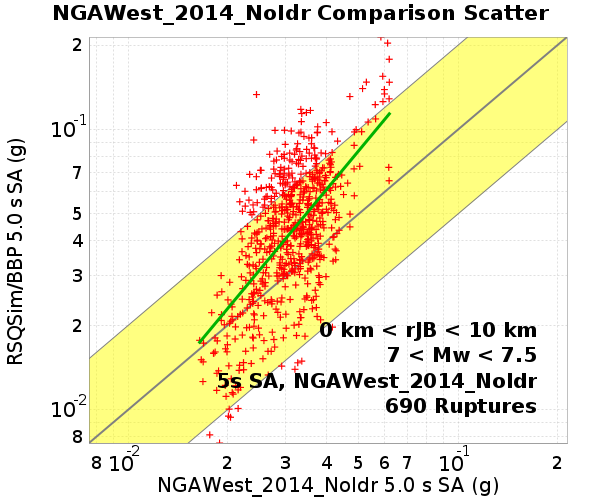 NGAWest_2014_NoIdr Comparison Scatter
RSQSim/BBP 5.0 s SA (g)
2
10-1
7
5
4
3
2
10-2
8
0 km < rJB < 10 km
7 < Mw < 7.5
5s SA, NGAWest_2014_NoIdr
690 Ruptures
8 10-2 2 3 4 5 6 7 10-1 2
NGAWest_2014_NoIdr 5.0 s SA (g)